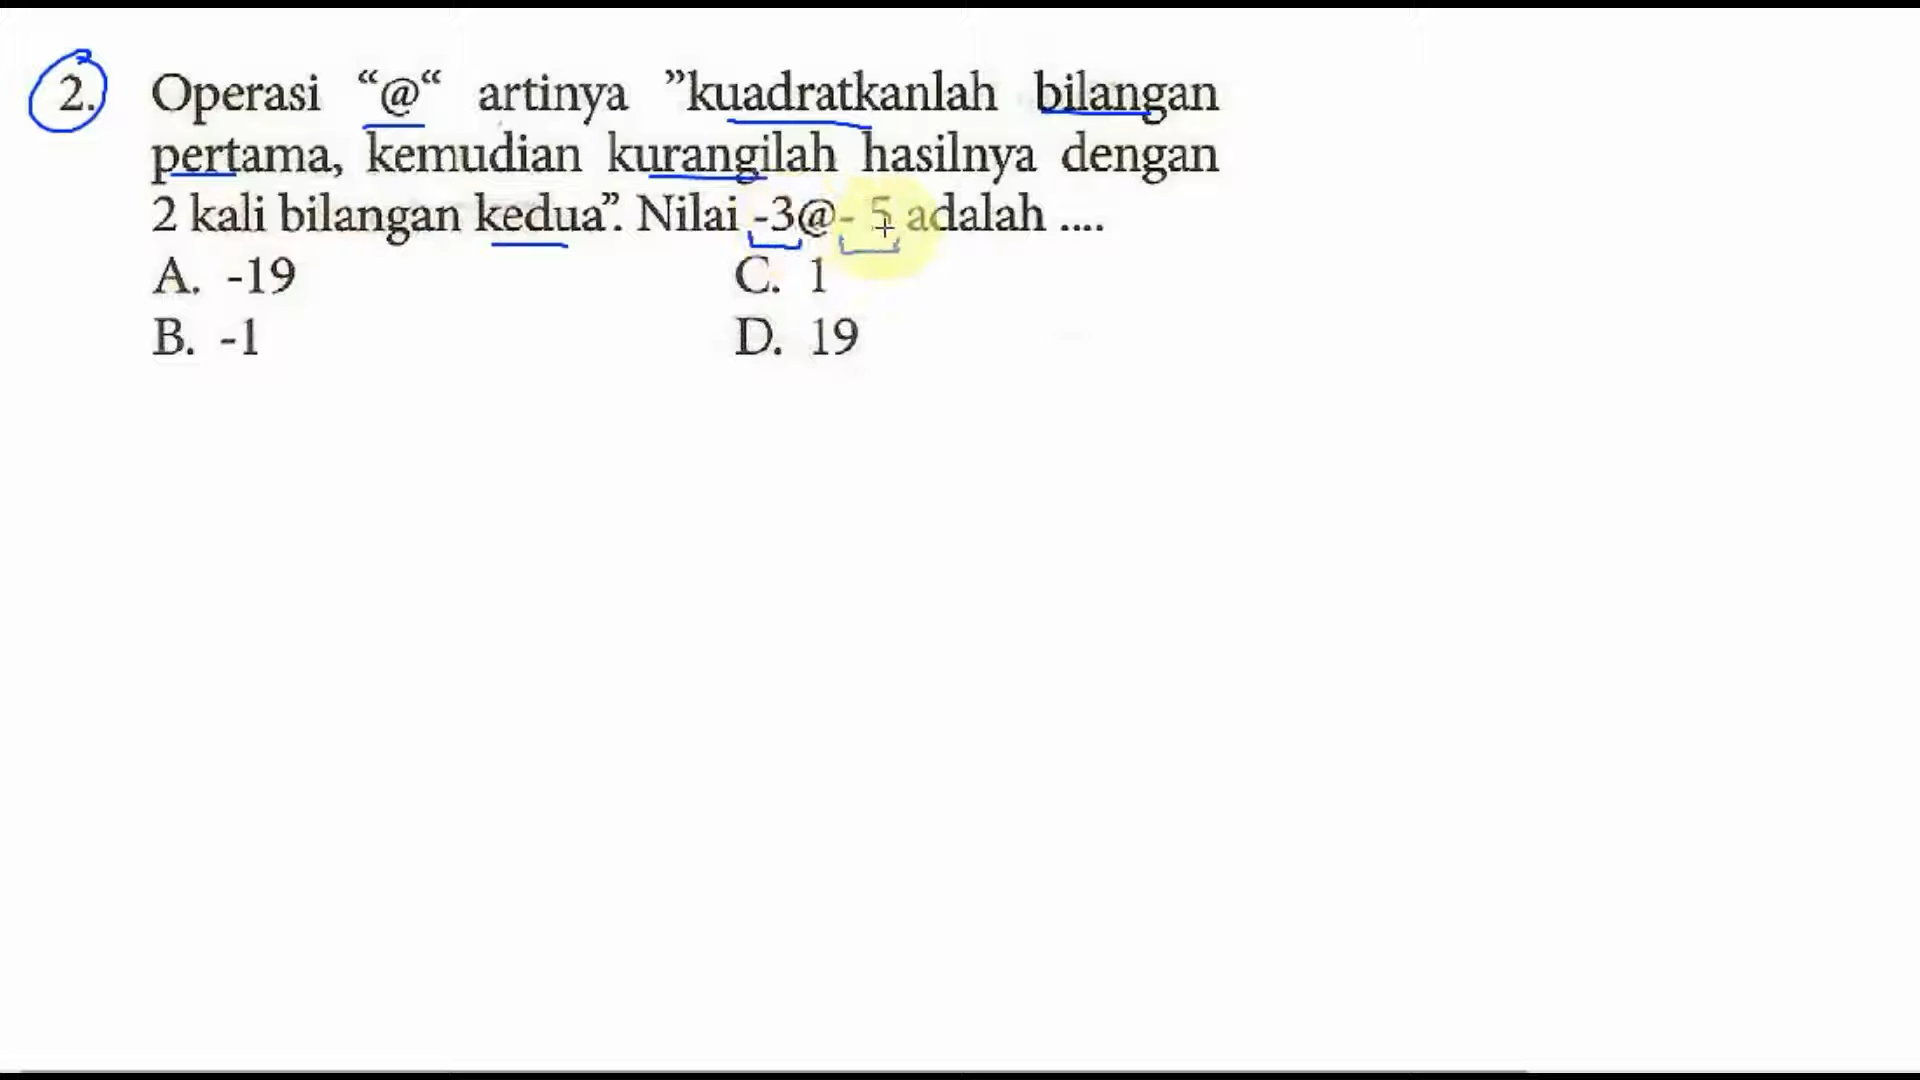 2. Operasi “@“ artinya ”kuadratkanlah bilangan
pertama, kemudian kurangilah hasilnya dengan
2 kali bilangan kedua”. Nilai -3@- 5 adalah ....
A. -19 C. 1
B. -1 D. 19